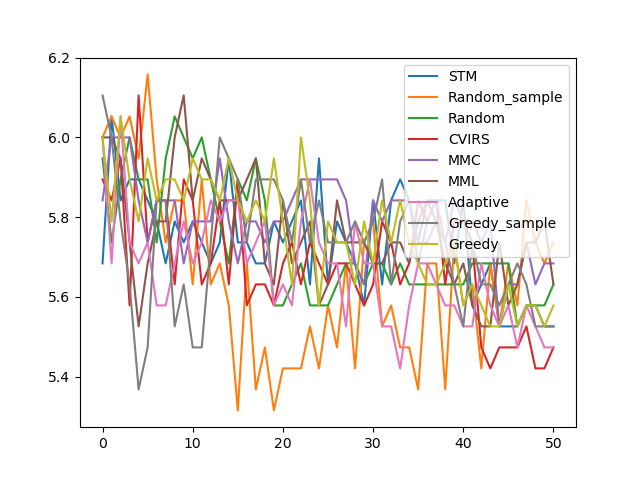 6.2
6.0
5.8
5.6
5.4
0
10
20
30
40
50
STM
Random_sample
Random
CVIRS
MMC
MML
Adaptive
Greedy_sample
Greedy